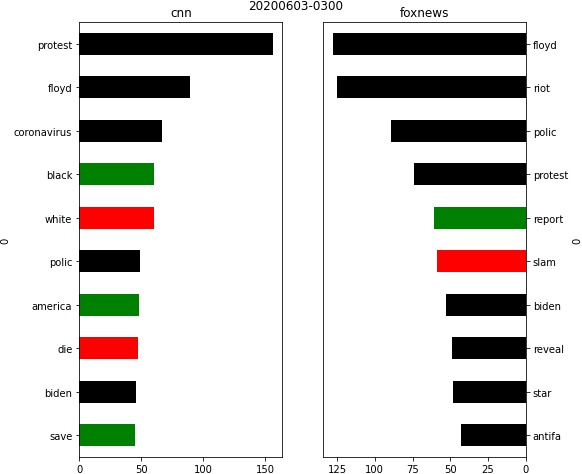 20200603-0300
cnn
foxnews
protest
floyd
coronavirus
black
white
polic
america
die
biden
save
0
0 50 100 150
floyd
riot
polic
protest
report
slam
biden
reveal
star
antifa
0
125 100 75 50 25 0